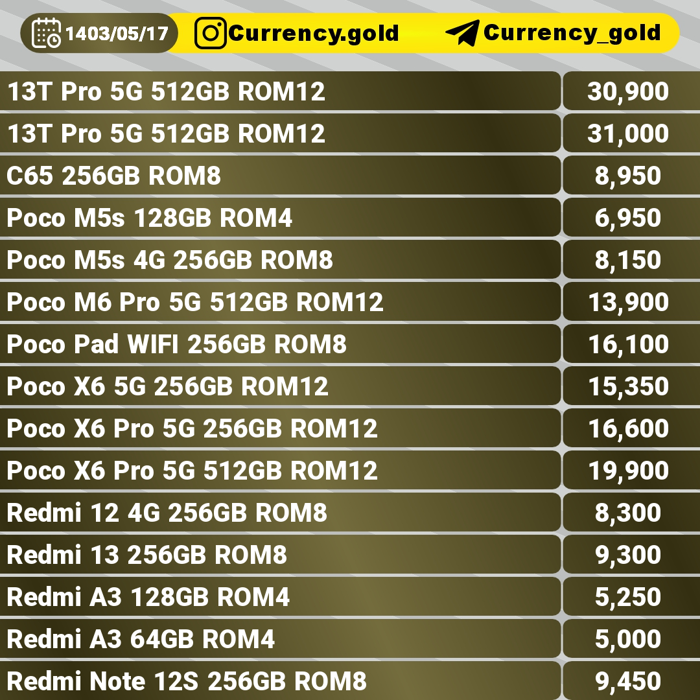 1403/05/17 Currency.gold Currency_gold
13T Pro 5G 512GB ROM12 30,900
13T Pro 5G 512GB ROM12 31,000
C65 256GB ROM8 8,950
Poco M5s 128GB ROM4 6,950
Poco M5s 4G 256GB ROM8 8,150
Poco M6 Pro 5G 512GB ROM12 13,900
Poco Pad WIFI 256GB ROM8 16,100
Poco X6 5G 256GB ROM12 15,350
Poco X6 Pro 5G 256GB ROM12 16,600
Poco X6 Pro 5G 512GB ROM12 19,900
Redmi 12 4G 256GB ROM8 8,300
Redmi 13 256GB ROM8 9,300
Redmi A3 128GB ROM4 5,250
Redmi A3 64GB ROM4 5,000
Redmi Note 12S 256GB ROM8 9,450